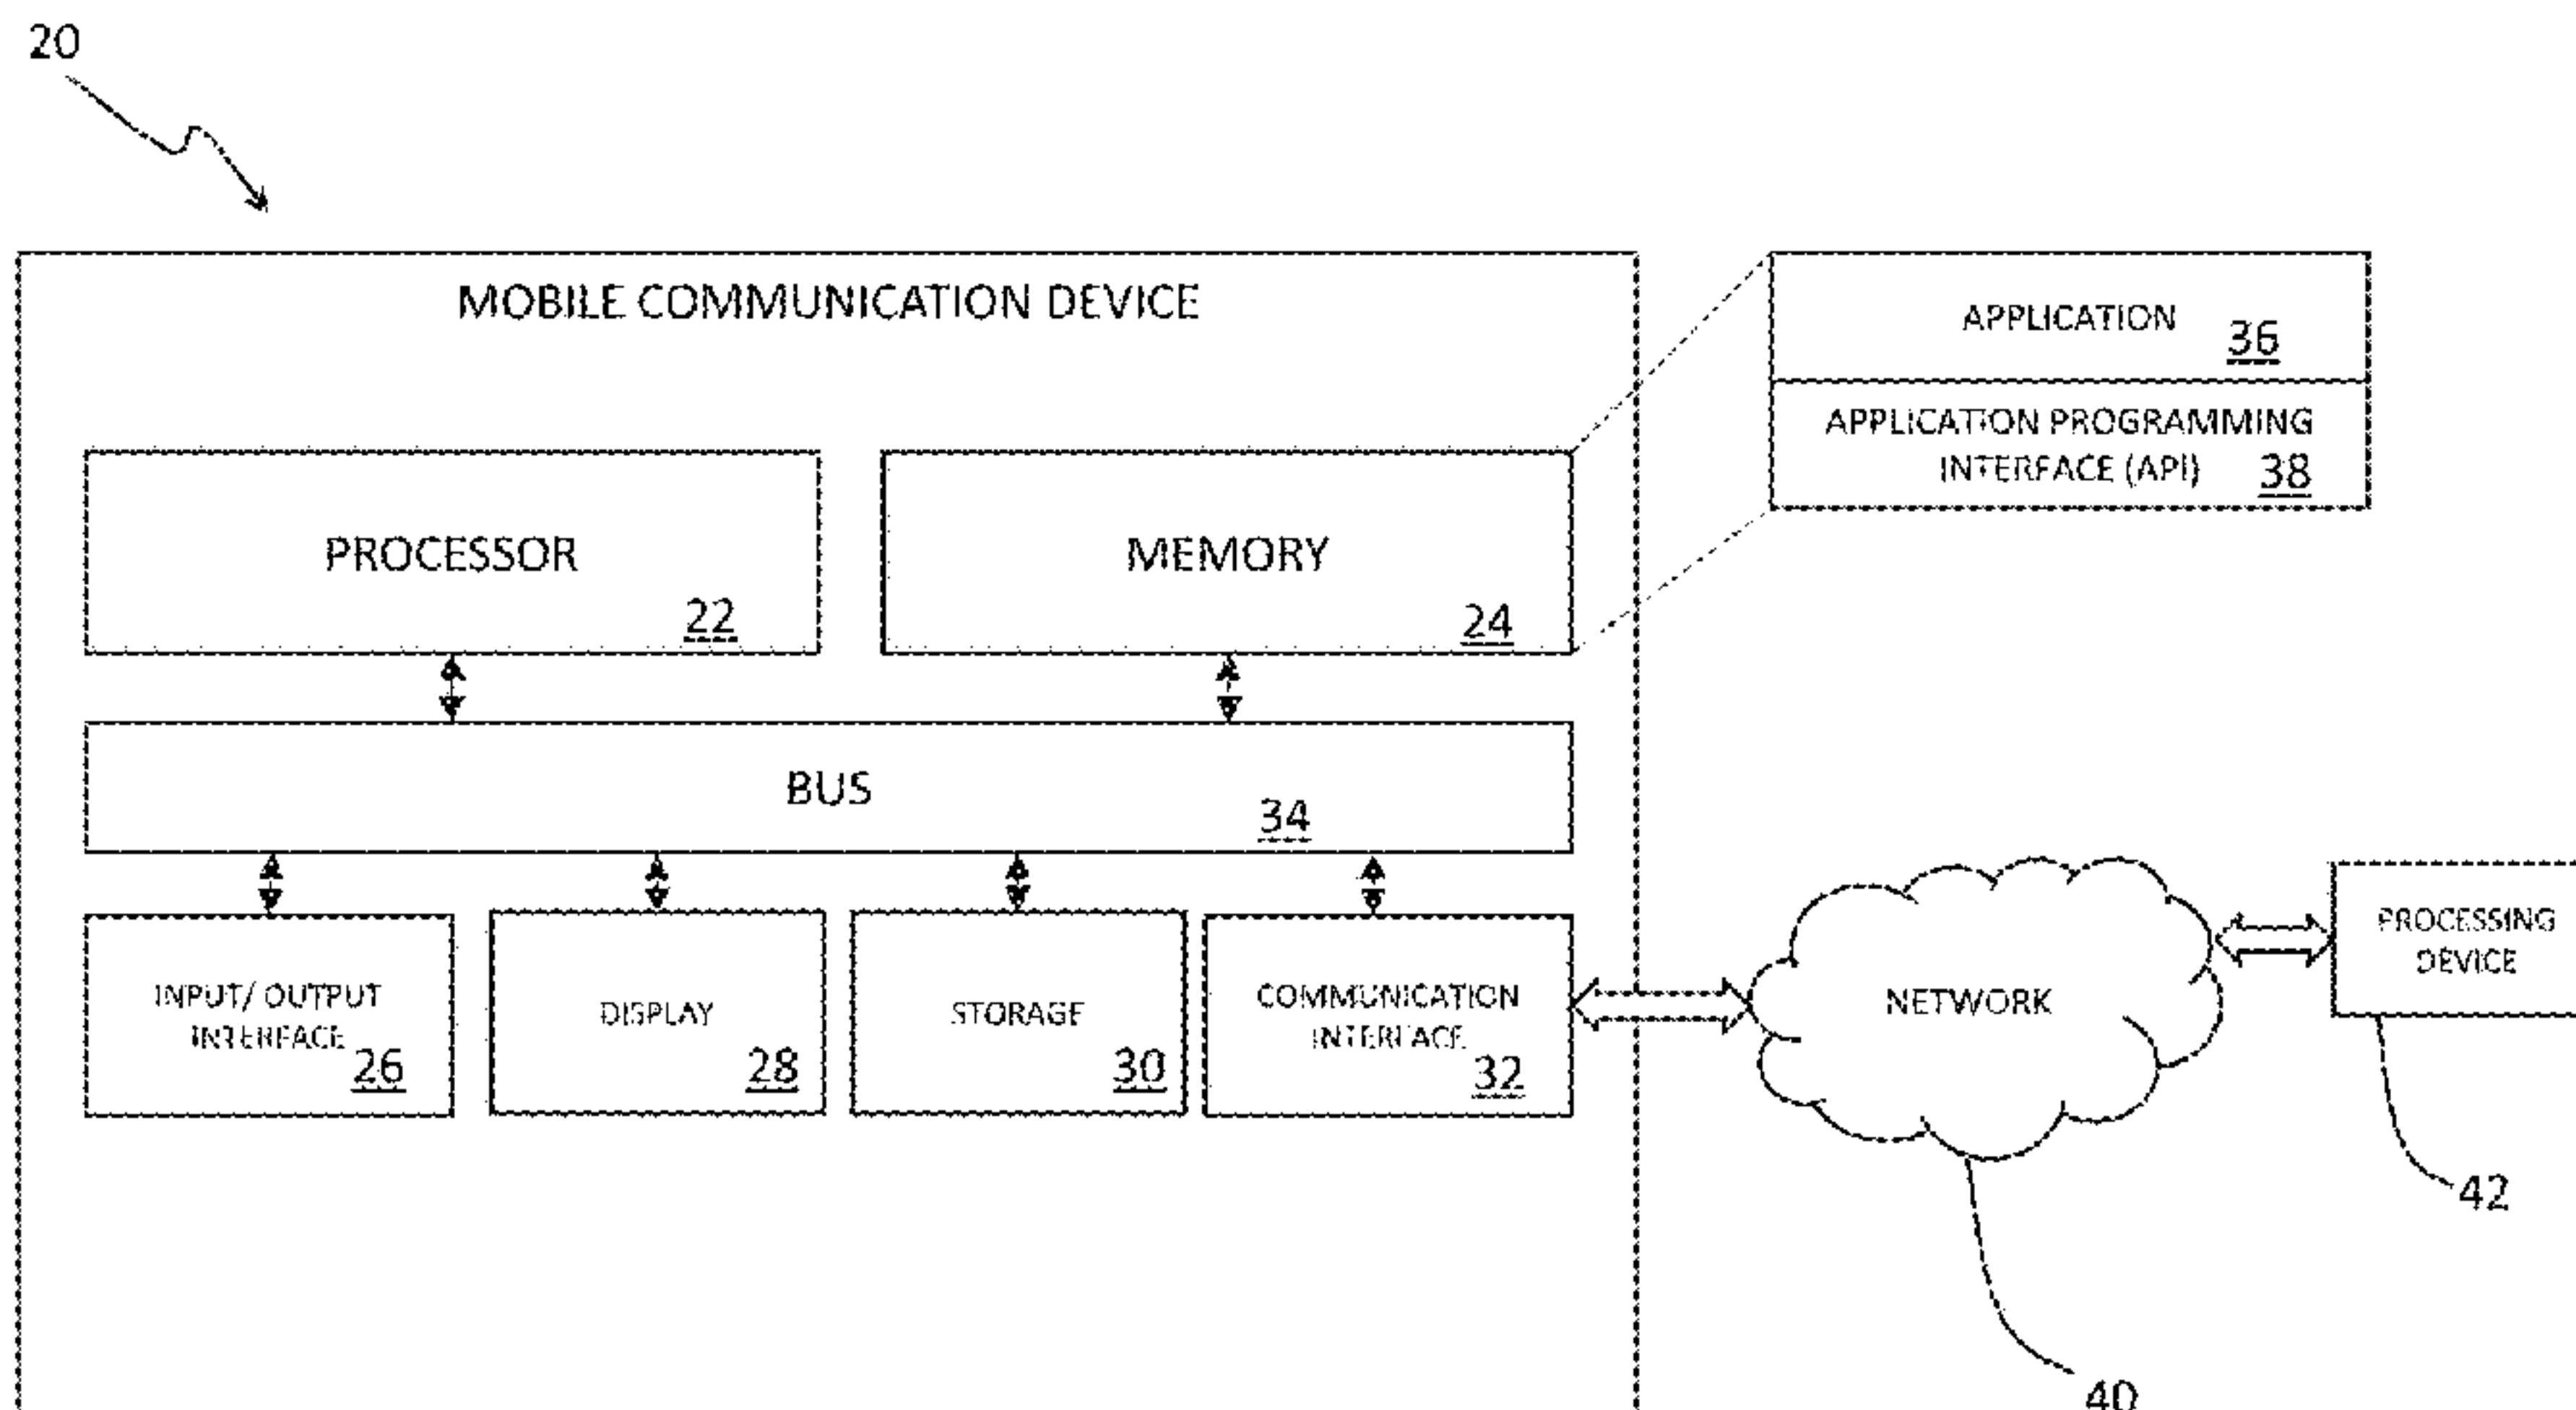 20
MOBILE COMMUNICATION DEVICE
APPLICATION
36
APPLICATION PROGRAMMING
INTERFACE (API)
38
PROCESSOR
22
MEMORY
24
BUS
34
INPUT/ OUTPUT
INTERFACE
26
DISPLAY
28
STORAGE
30
COMMUNICATION
INTERFACE
32
NETWORK
PROCESSING
DEVICE
42
40